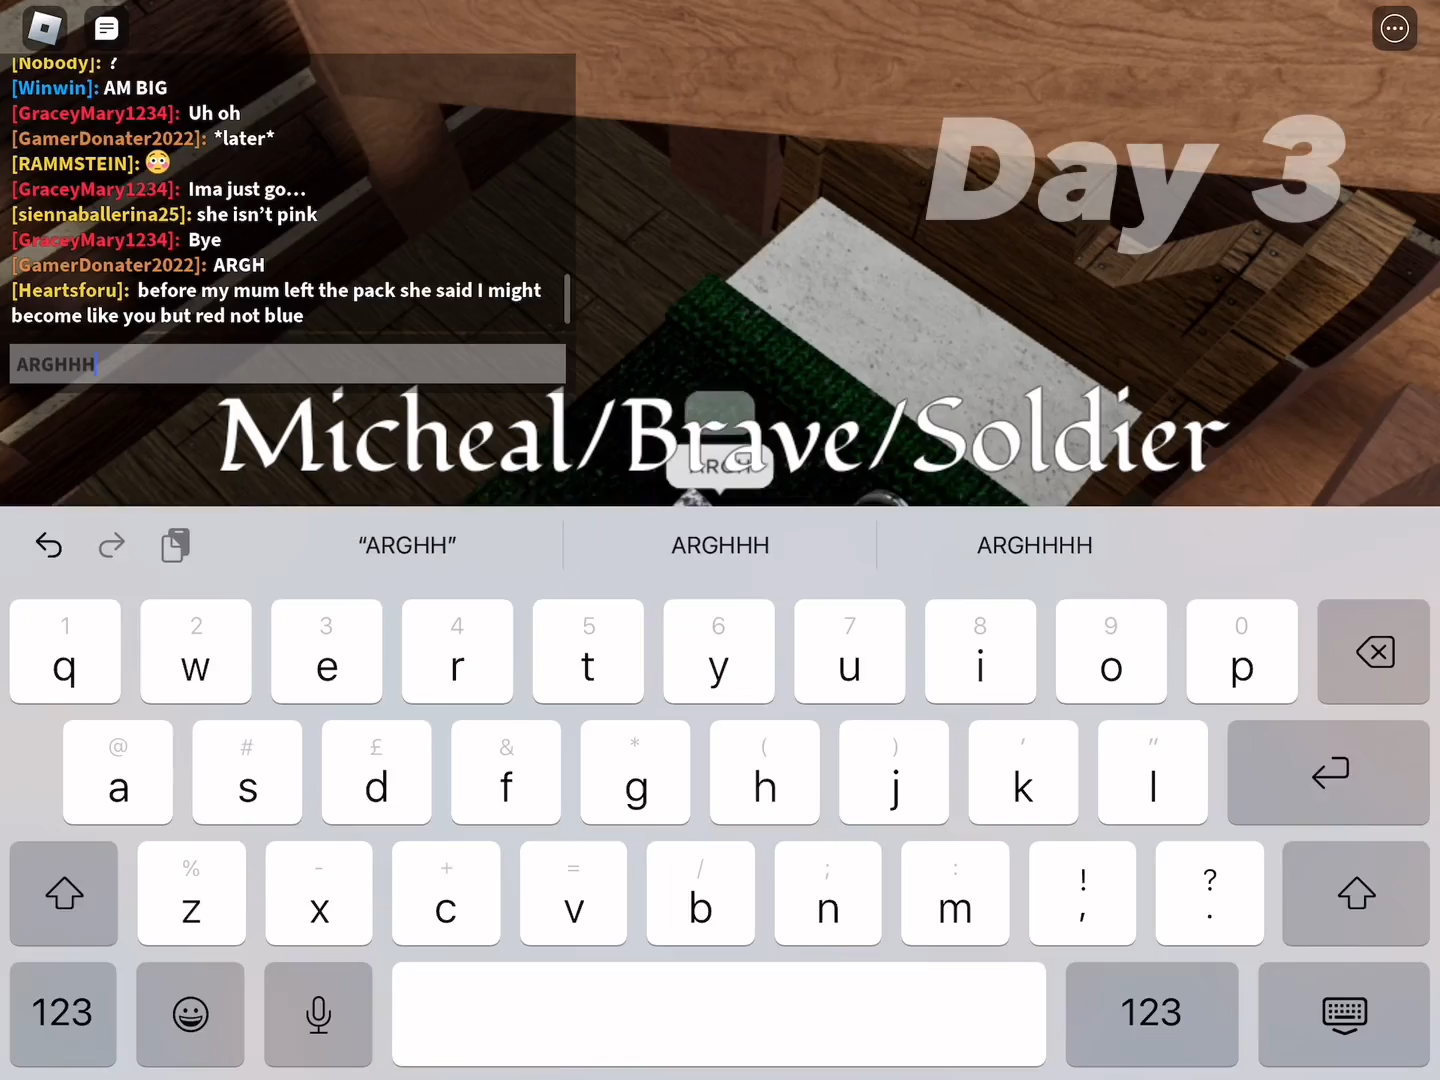 [Nobody]: ?
[Winwin]: AM BIG
[GraceyMary1234]: Uh oh
[GamerDonater2022]: *later*
[RAMMSTEIN]: 😳
[GraceyMary1234]: Ima just go...
[siennaballerina25]: she isn't pink
[GraceyMary1234]: Bye
[GamerDonater2022]: ARGH
[Heartsforu]: before my mum left the pack she said I might
become like you but red not blue
ARGHHH
Day 3
Micheal/Brave/Soldier
ARGH
“ARGHH” ARGHHH ARGHHHH
1 2 3 4 5 6 7 8 9 0
q w e r t y u i o p
@ # £ & * ( ) ' "
a s d f g h j k l
% - + = / ; : ! ?
z x c v b n m , .
123 123